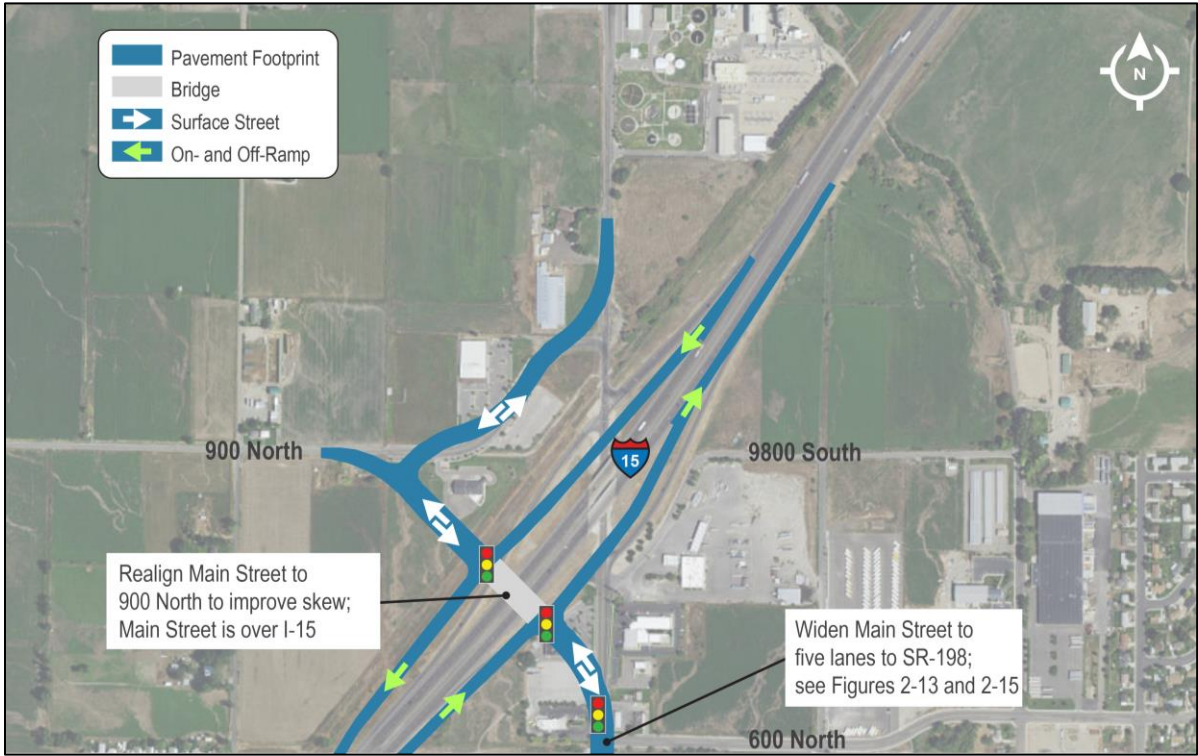 Pavement Footprint
Bridge
Surface Street
On- and Off-Ramp
N
900 North
15
9800 South
Realign Main Street to
900 North to improve skew;
Main Street is over I-15
Widen Main Street to
five lanes to SR-198;
see Figures 2-13 and 2-15
600 North